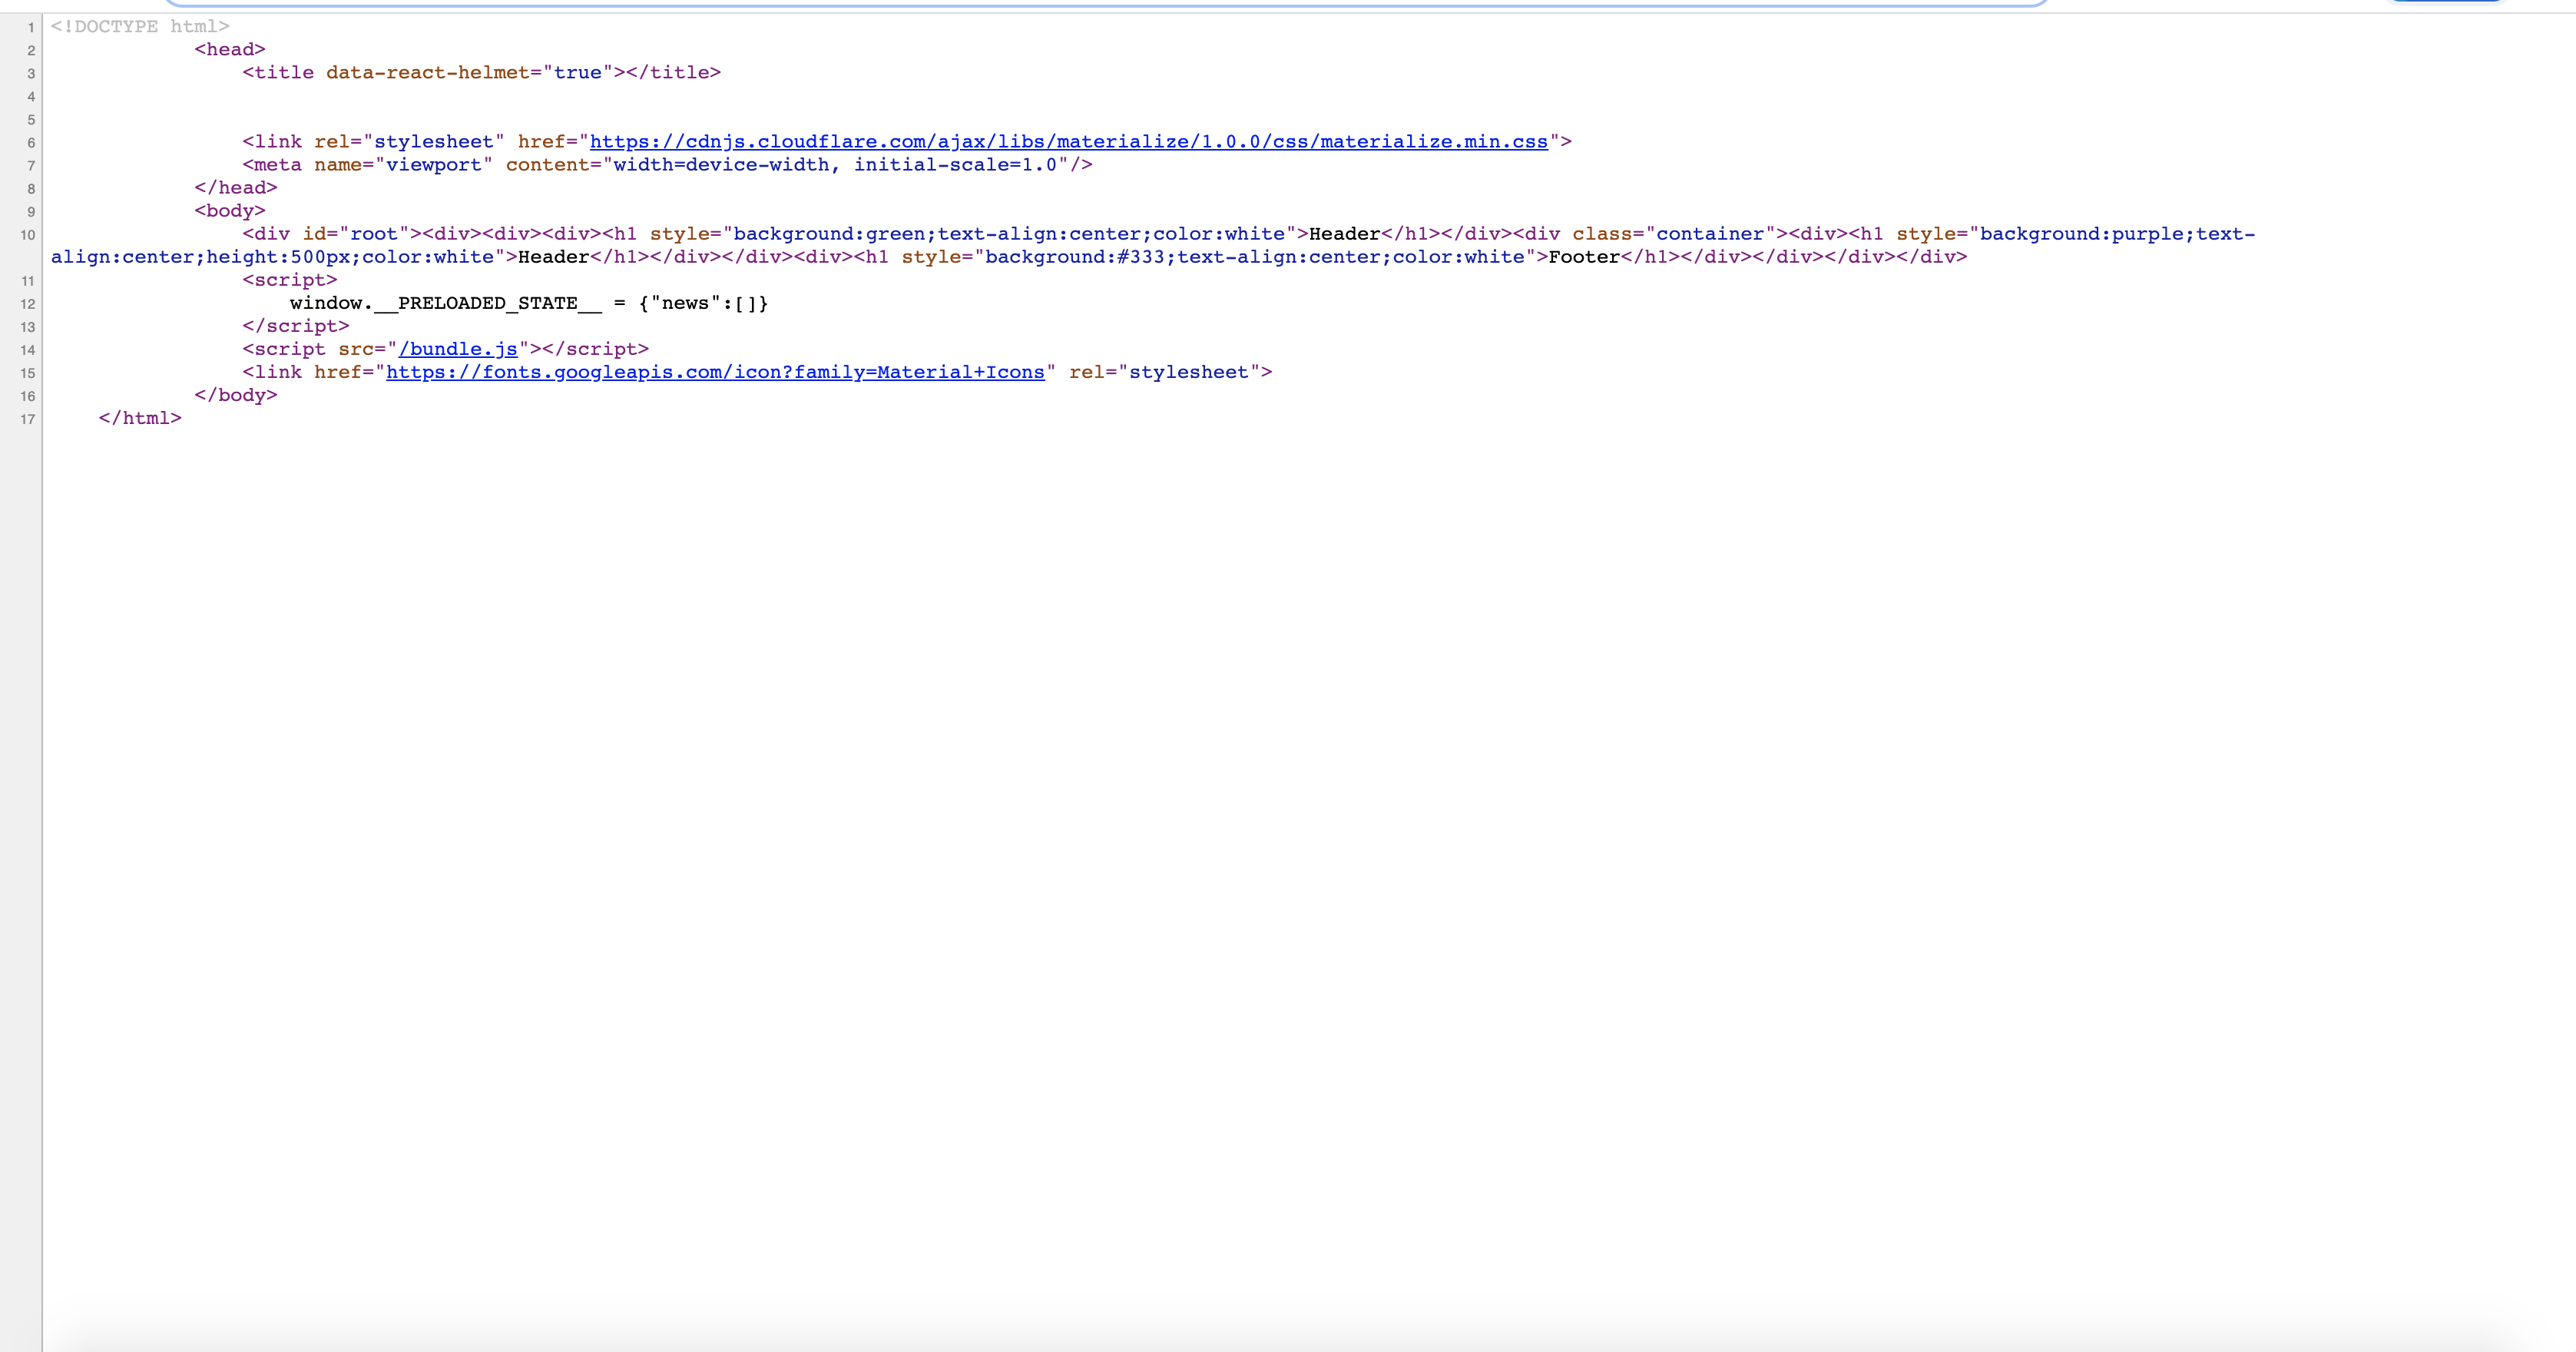 1 <!DOCTYPE html>
2 <head>
3 <title data-react-helmet="true"></title>
4
5
6 <link rel="stylesheet" href="https://cdnjs.cloudflare.com/ajax/libs/materialize/1.0.0/css/materialize.min.css">
7 <meta name="viewport" content="width=device-width, initial-scale=1.0"/>
8 </head>
9 <body>
10 <div id="root"><div><div><div><h1 style="background:green;text-align:center;color:white">Header</h1></div><div class="container"><div><h1 style="background:purple;text-
align:center;height:500px;color:white">Header</h1></div></div><div><h1 style="background:#333;text-align:center;color:white">Footer</h1></div></div></div></div>
11 <script>
12 window.__PRELOADED_STATE__ = {"news":[]}
13 </script>
14 <script src="/bundle.js"></script>
15 <link href="https://fonts.googleapis.com/icon?family=Material+Icons" rel="stylesheet">
16 </body>
17 </html>